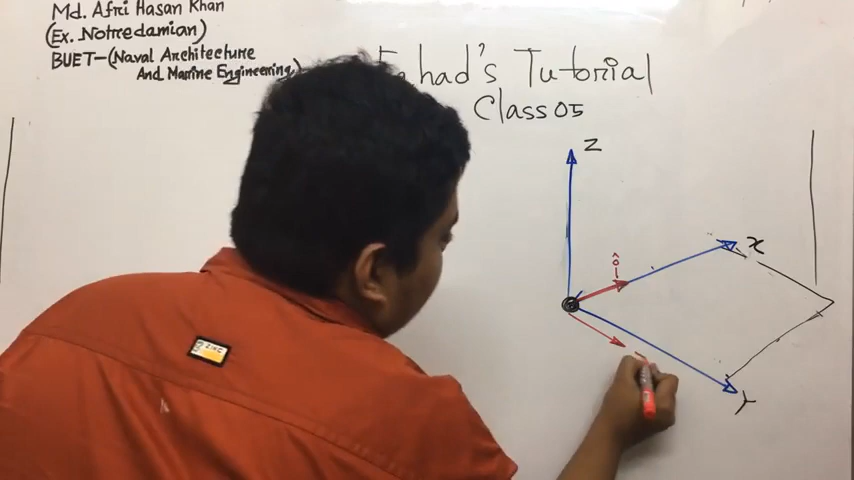 Md. Afri Hasan Khan
(Ex. Notredamian)
BUET-(Naval Architecture
And Marine Engineering)
Fahad's Tutorial
Class 05
Z
x
î
Y